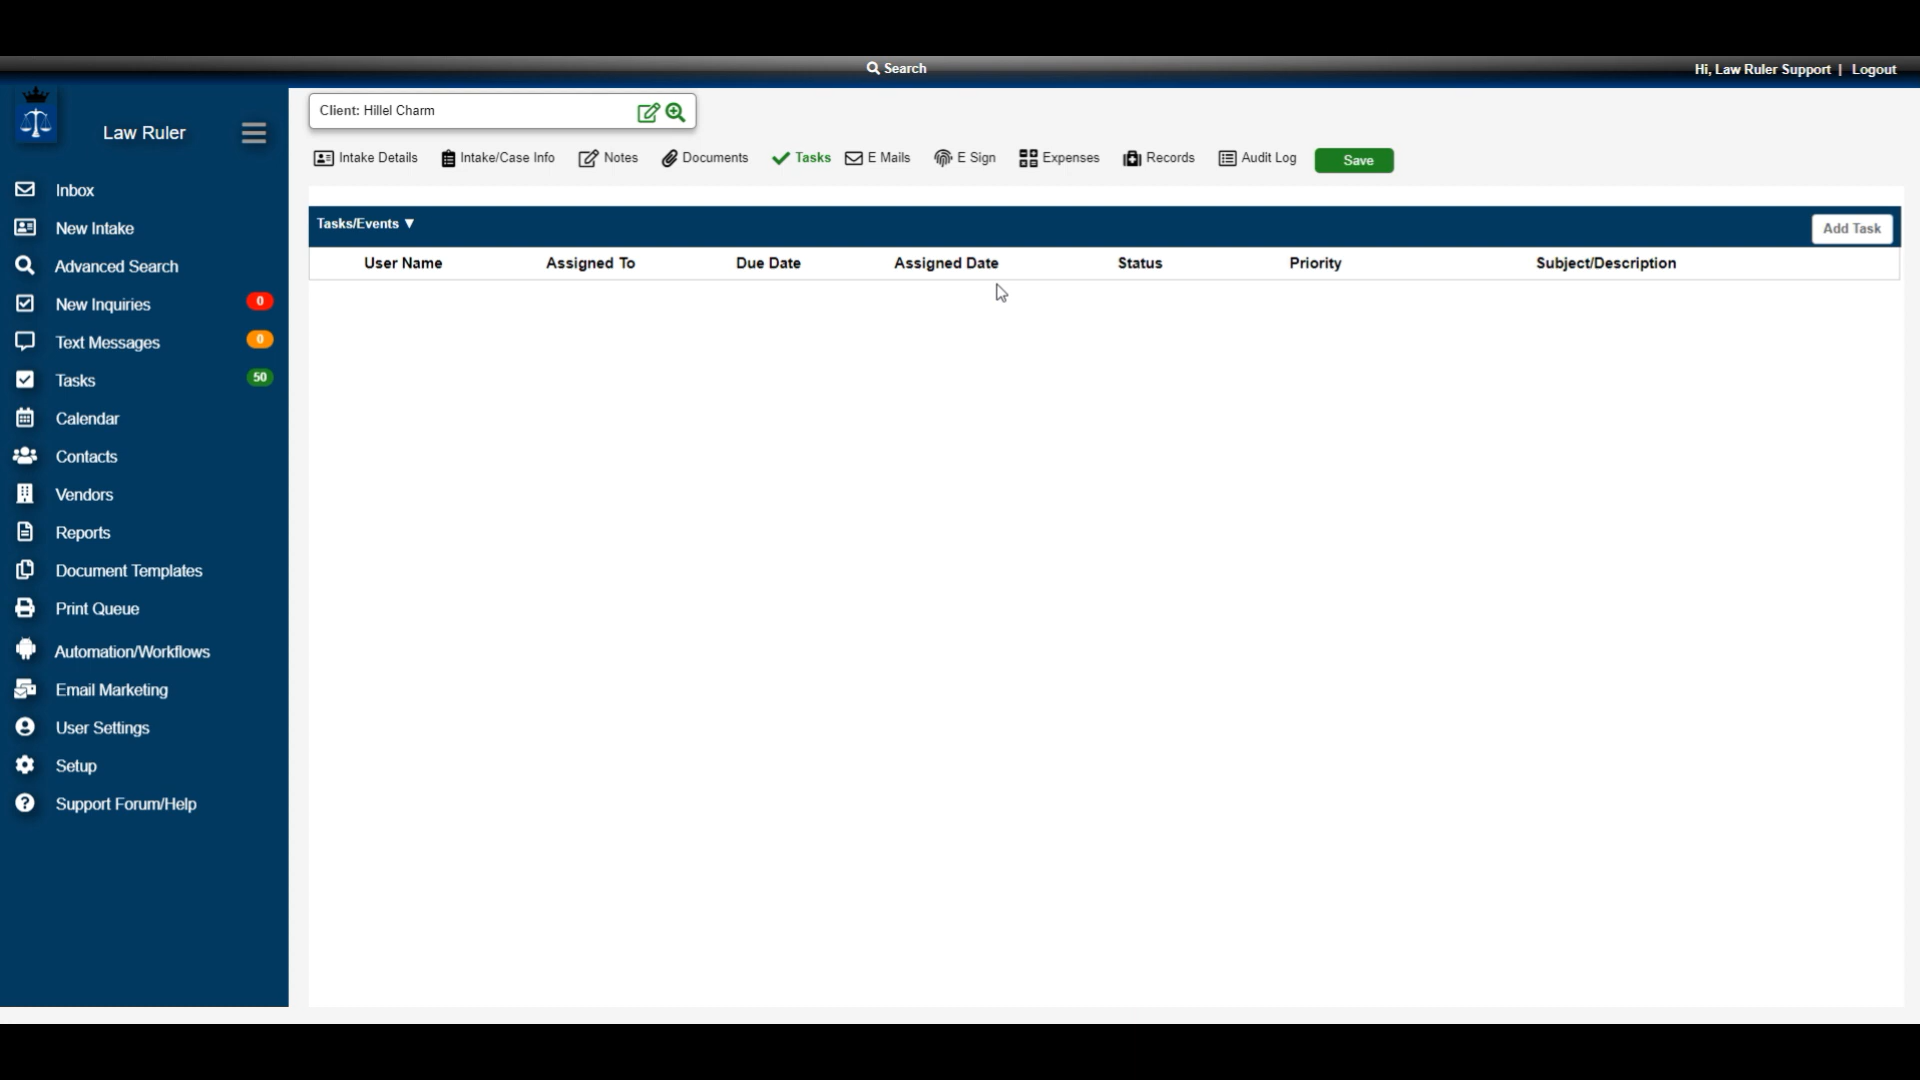 Search
Hi, Law Ruler Support | Logout
Law Ruler
Inbox
New Intake
Advanced Search
New Inquiries 0
Text Messages 0
Tasks 50
Calendar
Contacts
Vendors
Reports
Document Templates
Print Queue
Automation/Workflows
Email Marketing
User Settings
Setup
Support Forum/Help
Client: Hillel Charm
Intake Details Intake/Case Info Notes Documents Tasks E Mails E Sign Expenses Records Audit Log Save
Tasks/Events ▼ Add Task
User Name Assigned To Due Date Assigned Date Status Priority Subject/Description